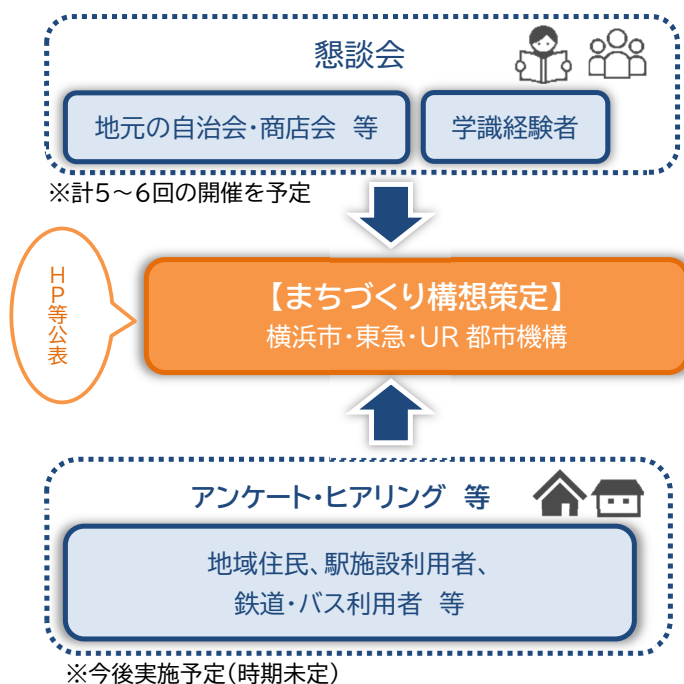 懇談会
地元の自治会・商店会 等
学識経験者
※計5～6回の開催を予定
HP等公表
【まちづくり構想策定】
横浜市・東急・UR 都市機構
アンケート・ヒアリング 等
地域住民、駅施設利用者、
鉄道・バス利用者 等
※今後実施予定(時期未定)